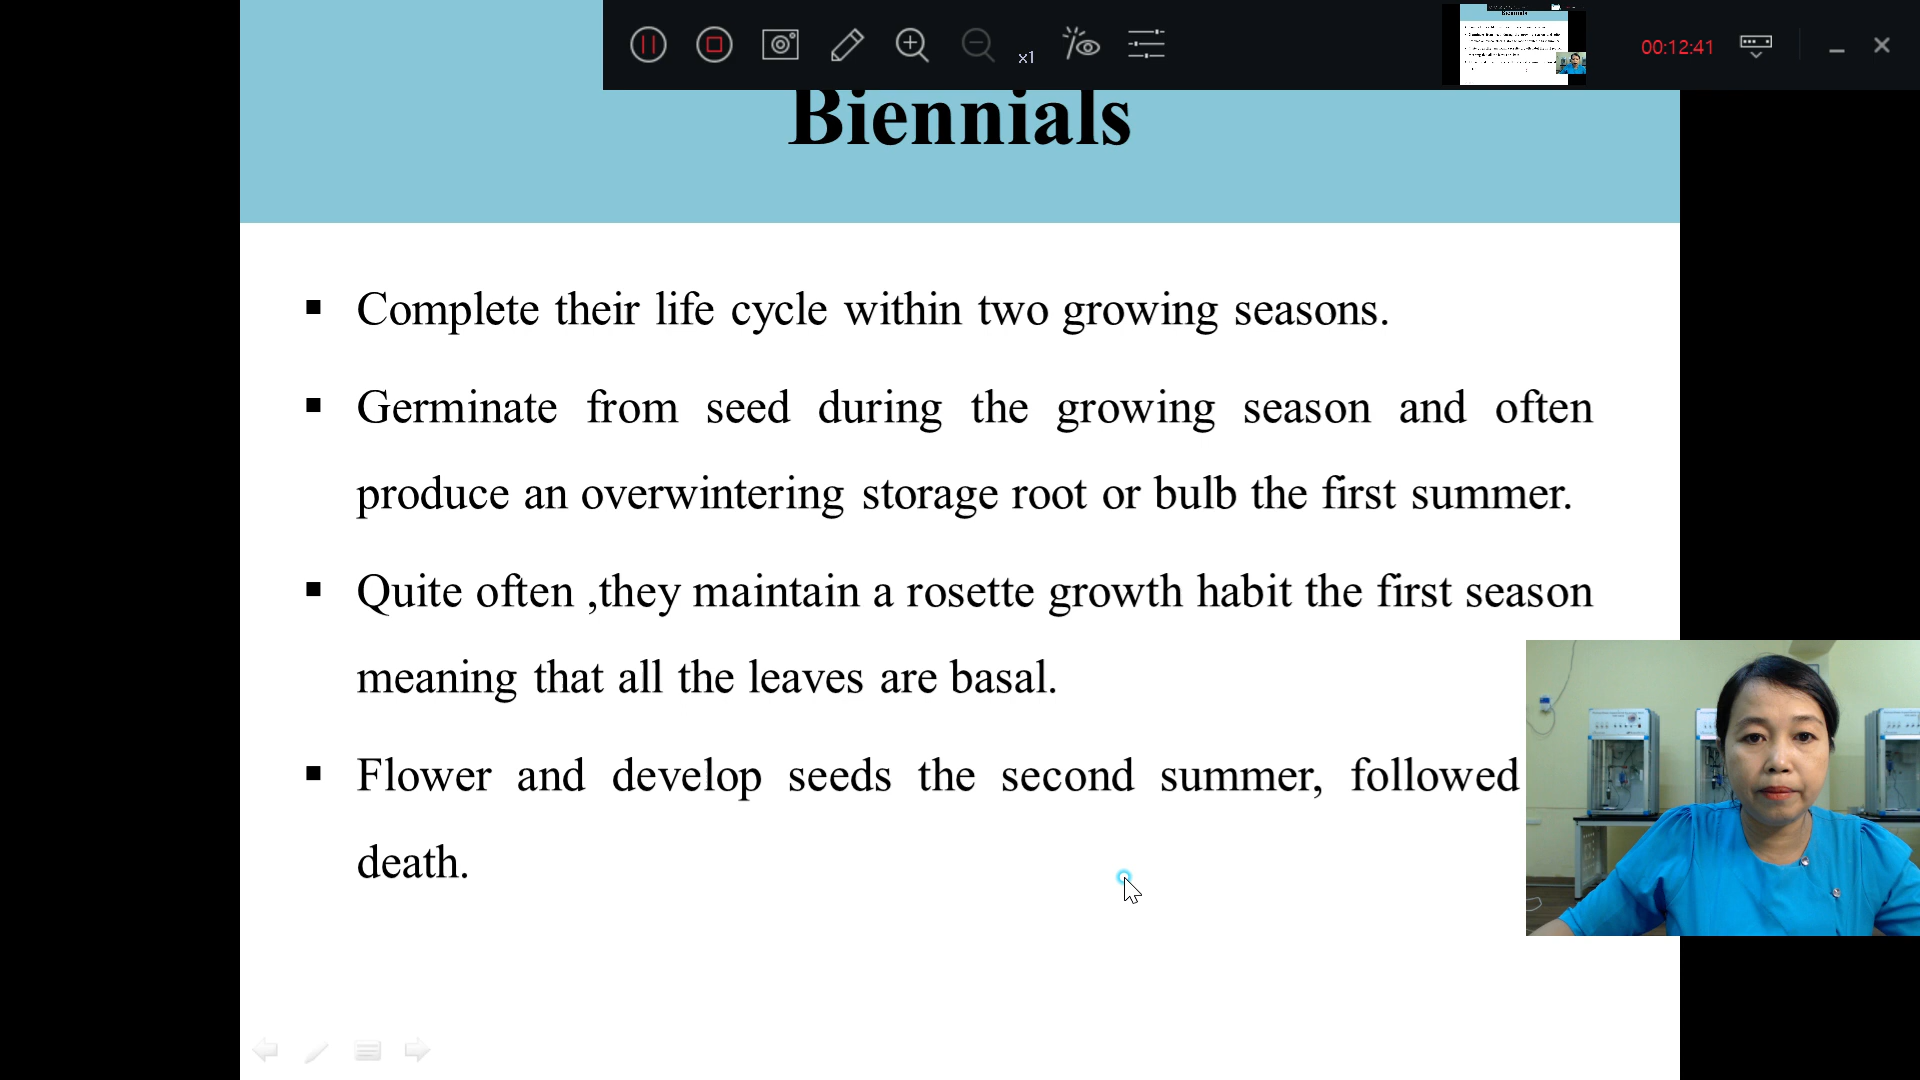 x1
00:12:41
Biennials
▪ Complete their life cycle within two growing seasons.
▪ Germinate from seed during the growing season and often
produce an overwintering storage root or bulb the first summer.
▪ Quite often ,they maintain a rosette growth habit the first season
meaning that all the leaves are basal.
▪ Flower and develop seeds the second summer, followed
death.